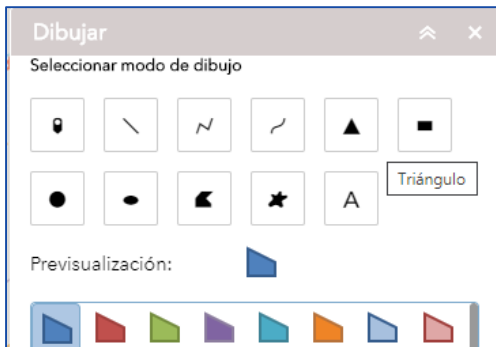 Dibujar
Seleccionar modo de dibujo
A
Triángulo
Previsualización: